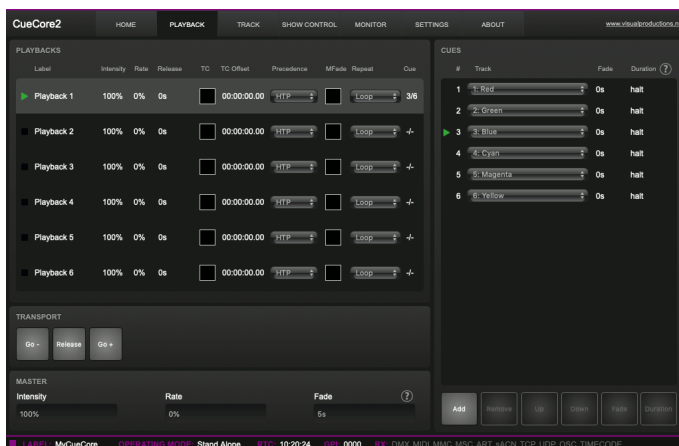 CueCore2 HOME PLAYBACK TRACK SHOW CONTROL MONITOR SETTINGS ABOUT www.visualproductions.n
PLAYBACKS
Label Intensity Rate Release TC TC Offset Precedence MFade Repeat Cue
Playback 1 100% 0% 0s 00:00:00.00 HTP Loop 3/6
Playback 2 100% 0% 0s 00:00:00.00 HTP Loop -/-
Playback 3 100% 0% 0s 00:00:00.00 HTP Loop -/-
Playback 4 100% 0% 0s 00:00:00.00 HTP Loop -/-
Playback 5 100% 0% 0s 00:00:00.00 HTP Loop -/-
Playback 6 100% 0% 0s 00:00:00.00 HTP Loop -/-
TRANSPORT
Go - Release Go +
MASTER
Intensity Rate Fade ?
100% 0% 5s
CUES
# Track Fade Duration ?
1 1: Red 0s halt
2 2: Green 0s halt
3 3: Blue 0s halt
4 4: Cyan 0s halt
5 5: Magenta 0s halt
6 6: Yellow 0s halt
Add Remove Up Down Fade Duration
LABEL: MyCueCore OPERATING MODE: Stand Alone RTC: 10:20:24 GPI: 0000 RX: DMX MIDI MMC MSC ART sACN TCP UDP OSC TIMECODE